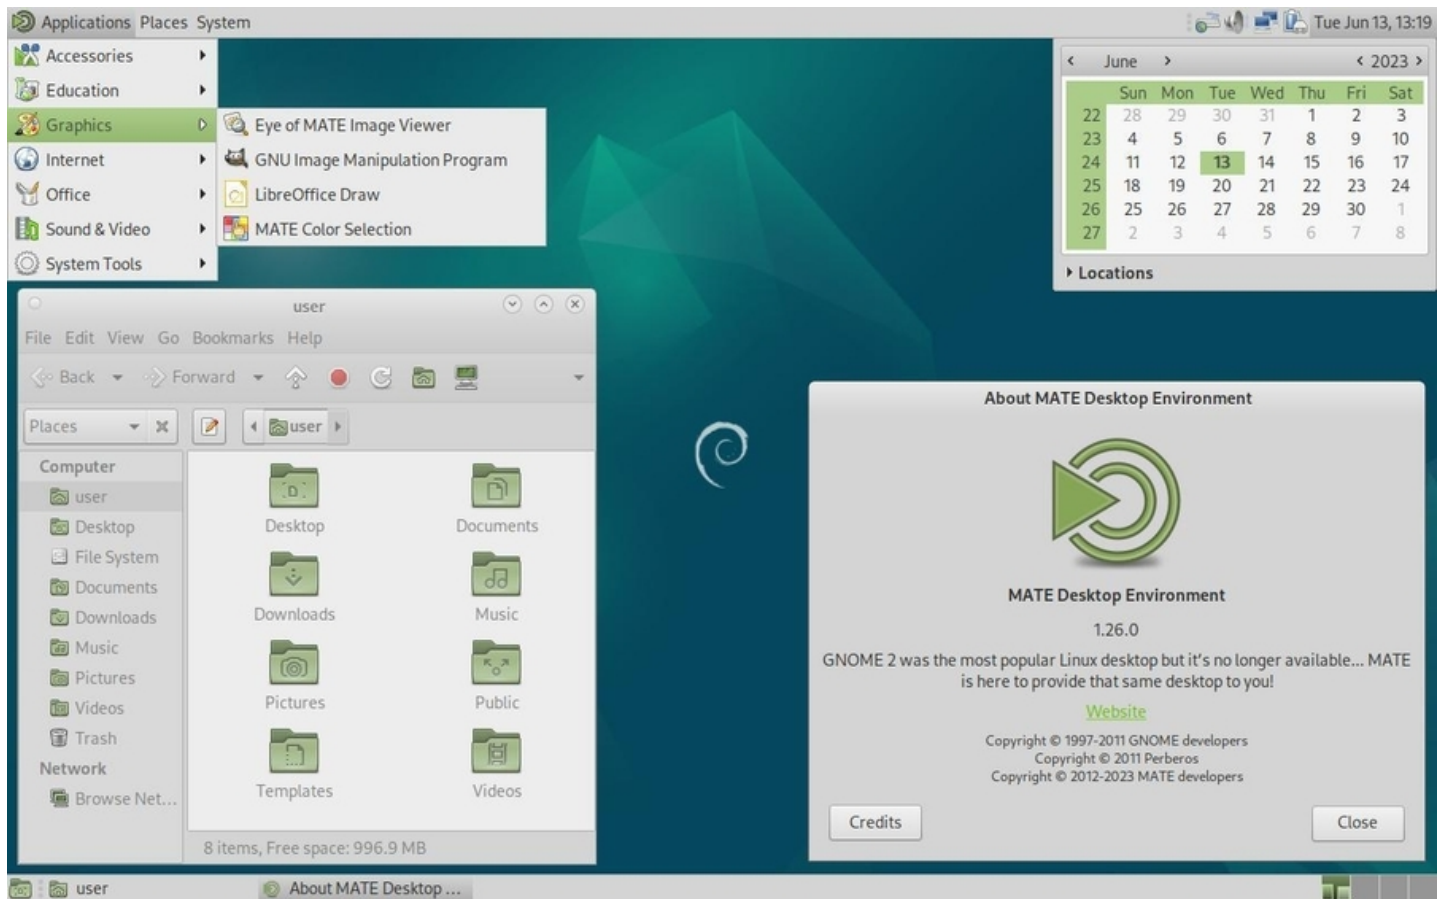 Applications Places System
Tue Jun 13, 13:19
Accessories
Education
Graphics
Internet
Office
Sound & Video
System Tools
Eye of MATE Image Viewer
GNU Image Manipulation Program
LibreOffice Draw
MATE Color Selection
June 2023
Sun Mon Tue Wed Thu Fri Sat
22 28 29 30 31 1 2 3
23 4 5 6 7 8 9 10
24 11 12 13 14 15 16 17
25 18 19 20 21 22 23 24
26 25 26 27 28 29 30 1
27 2 3 4 5 6 7 8
Locations
user
File Edit View Go Bookmarks Help
Back Forward
Places user
Computer
user
Desktop
File System
Documents
Downloads
Music
Pictures
Videos
Trash
Network
Browse Net...
Desktop Documents
Downloads Music
Pictures Public
Templates Videos
8 items, Free space: 996.9 MB
About MATE Desktop Environment
MATE Desktop Environment
1.26.0
GNOME 2 was the most popular Linux desktop but it's no longer available... MATE
is here to provide that same desktop to you!
Website
Copyright © 1997-2011 GNOME developers
Copyright © 2011 Perberos
Copyright © 2012-2023 MATE developers
Credits Close
user About MATE Desktop ...